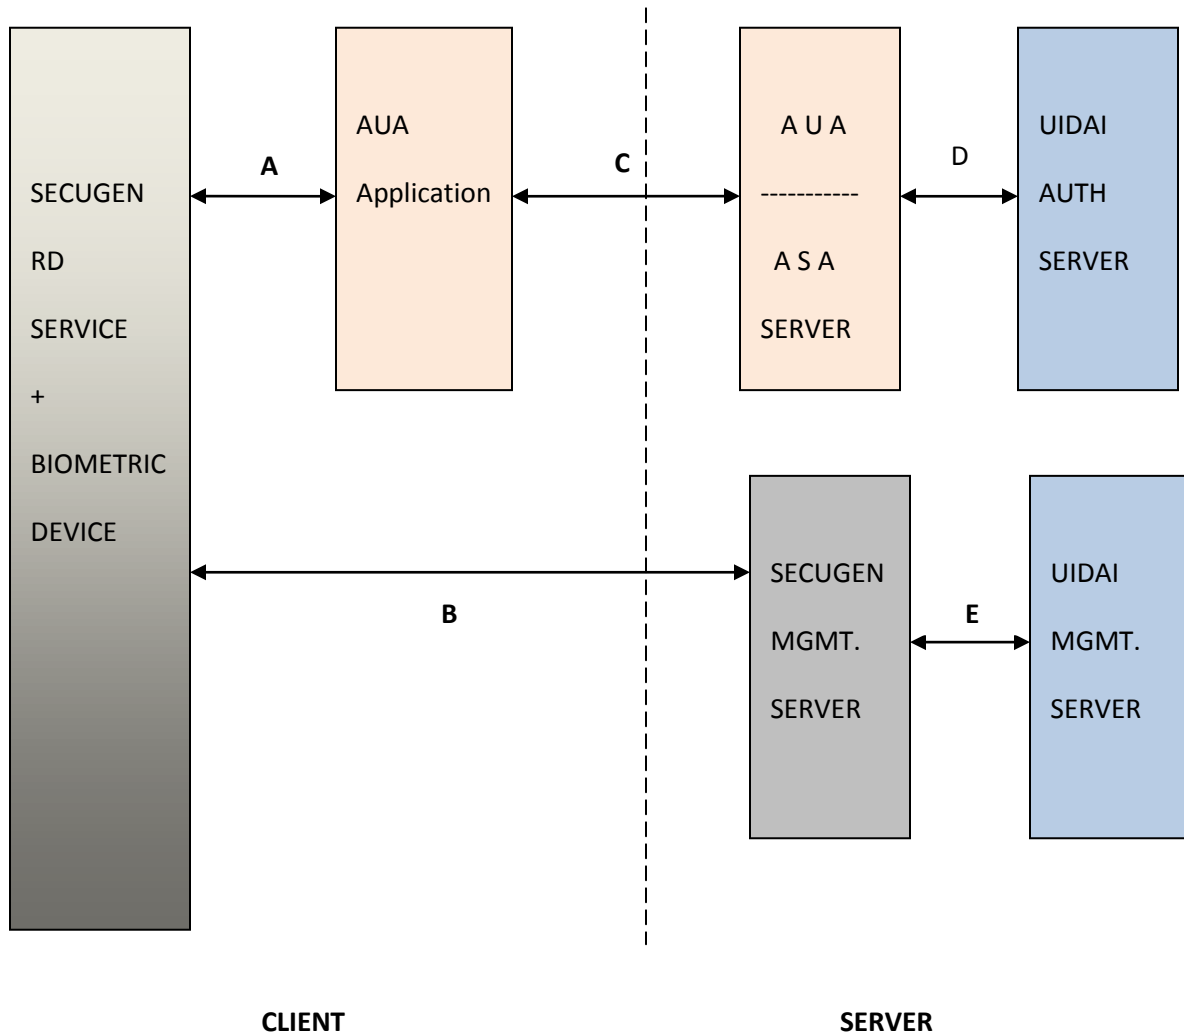 SECUGEN
RD
SERVICE
+
BIOMETRIC
DEVICE
A
AUA
Application
C
A U A
-----------
A S A
SERVER
D
UIDAI
AUTH
SERVER
B
SECUGEN
MGMT.
SERVER
E
UIDAI
MGMT.
SERVER
CLIENT
SERVER